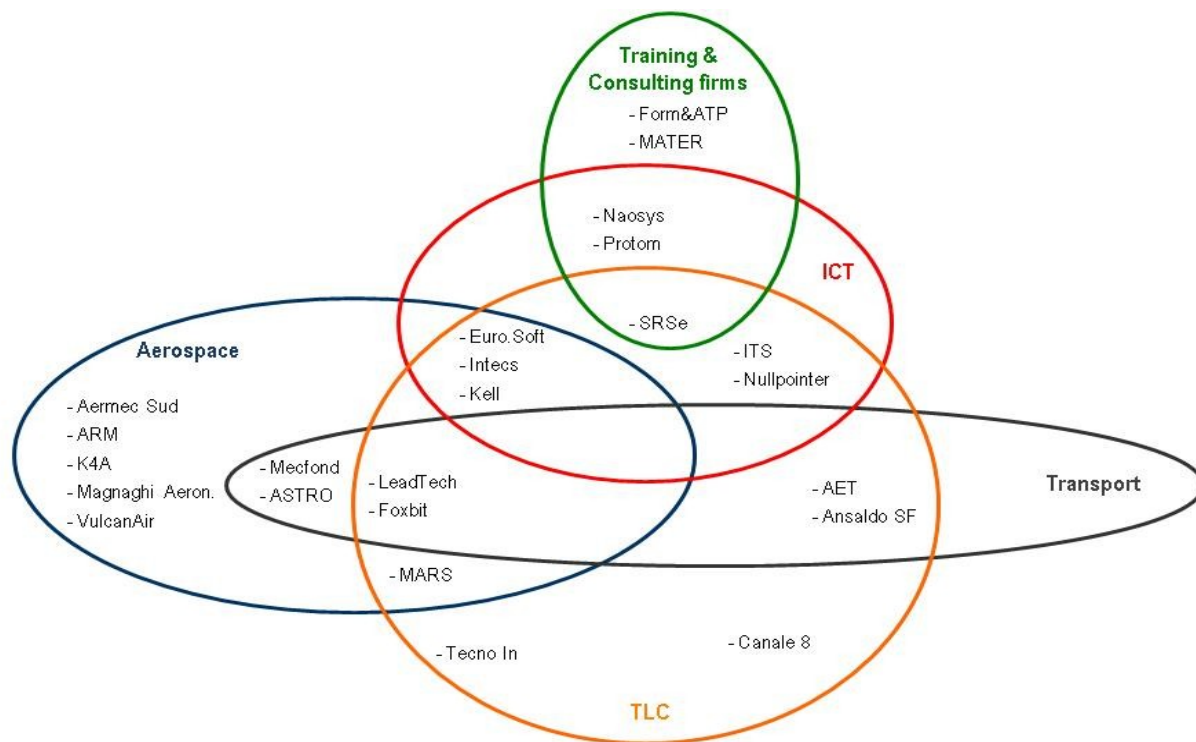 Training &
Consulting firms
- Form&ATP
- MATER
- Naosys
- Protom
ICT
- SRSe
- Euro.Soft
- Intecs
- Kell
- ITS
- Nullpointer
Aerospace
- Aermec Sud
- ARM
- K4A
- Magnaghi Aeron.
- VulcanAir
- Mecfond
- ASTRO
- LeadTech
- Foxbit
- AET
- Ansaldo SF
Transport
- MARS
- Tecno In
- Canale 8
TLC